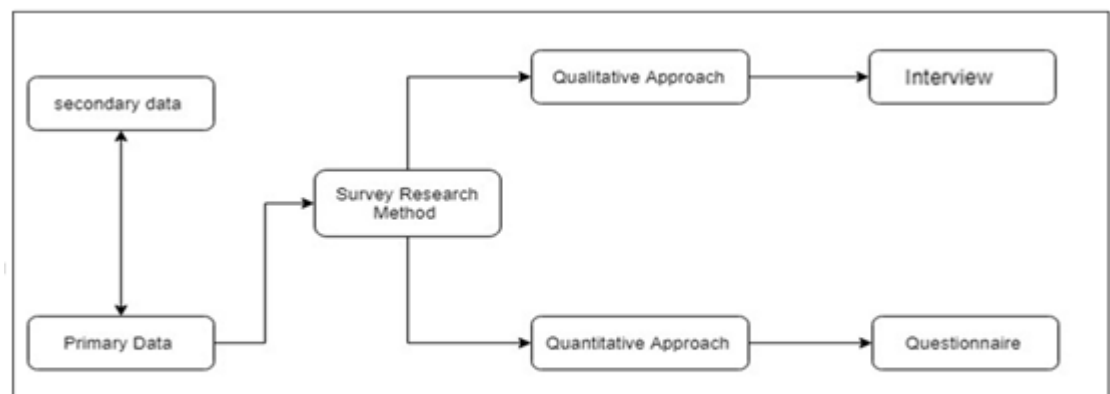 Qualitative Approach
Interview
secondary data
Survey Research
Method
Primary Data
Quantitative Approach
Questionnaire